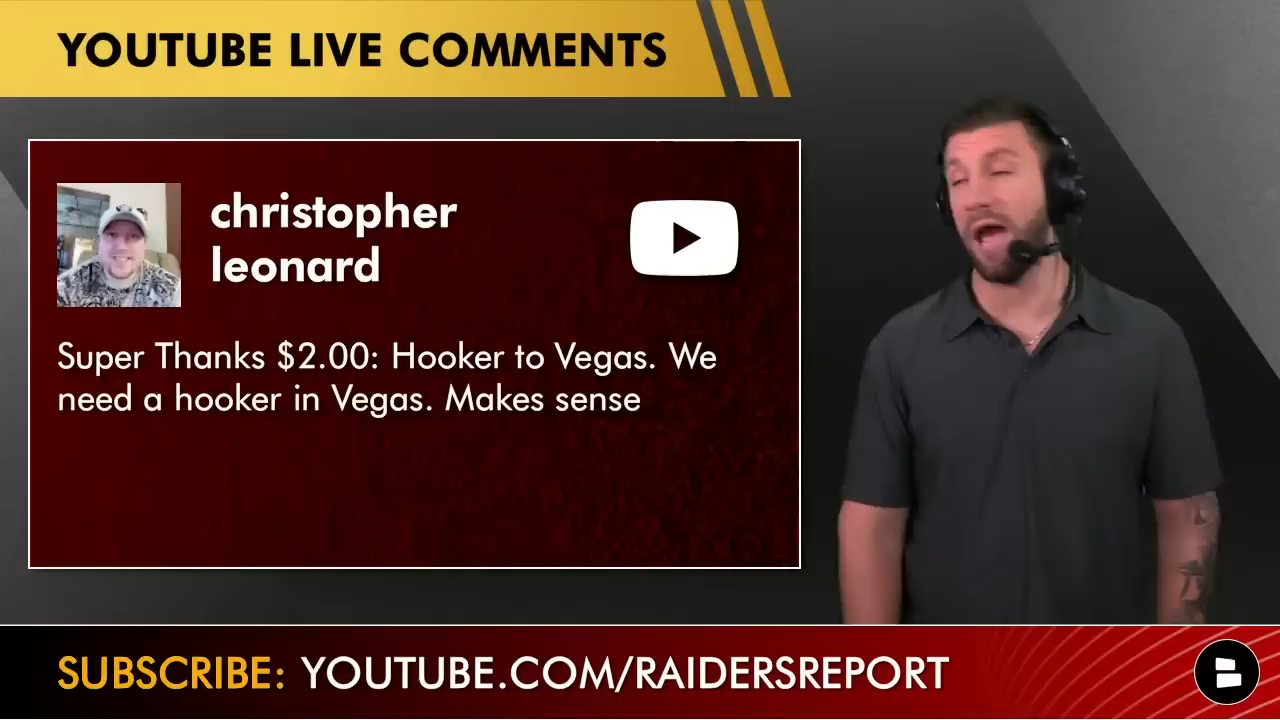 YOUTUBE LIVE COMMENTS
christopher
leonard
Super Thanks $2.00: Hooker to Vegas. We
need a hooker in Vegas. Makes sense
SUBSCRIBE: YOUTUBE.COM/RAIDERSREPORT